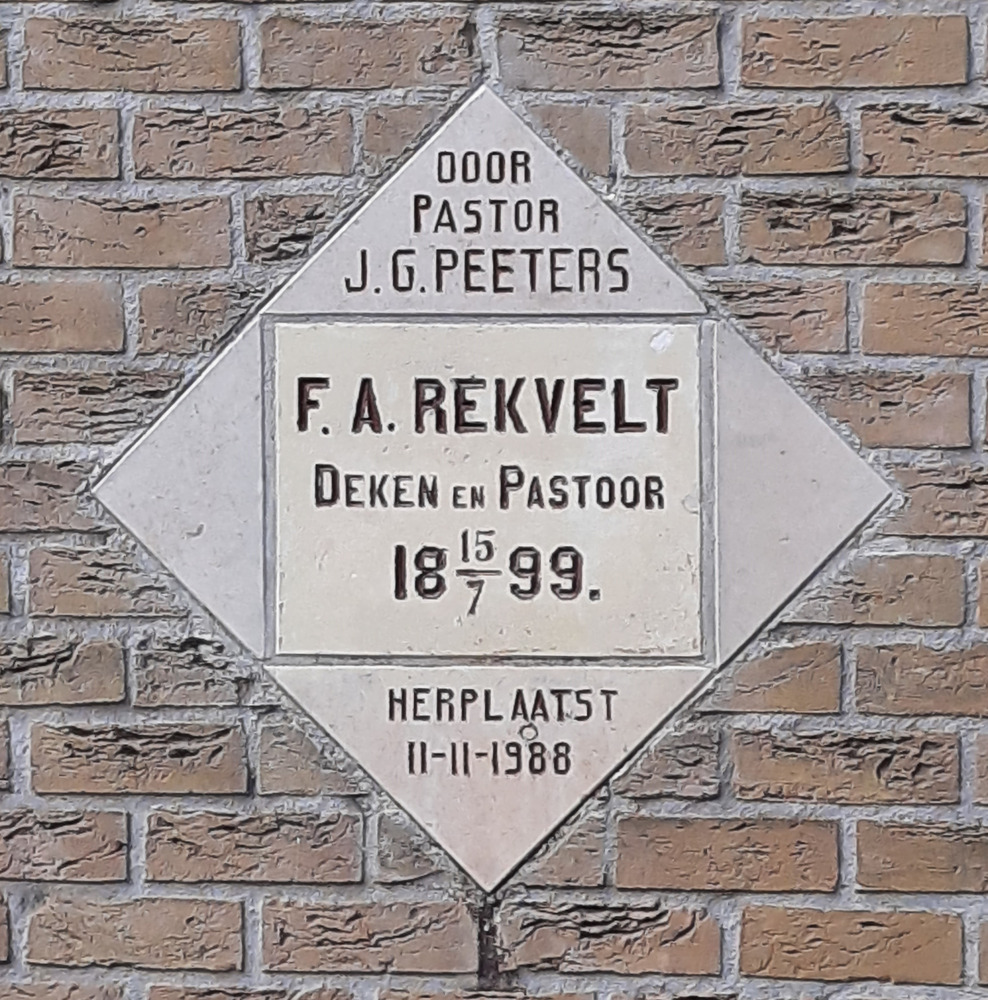 DOOR
PASTOR
J.G. PEETERS
F. A. REKVELT
DEKEN EN PASTOOR
18 15/7 99.
HERPLAATST
11-11-1988